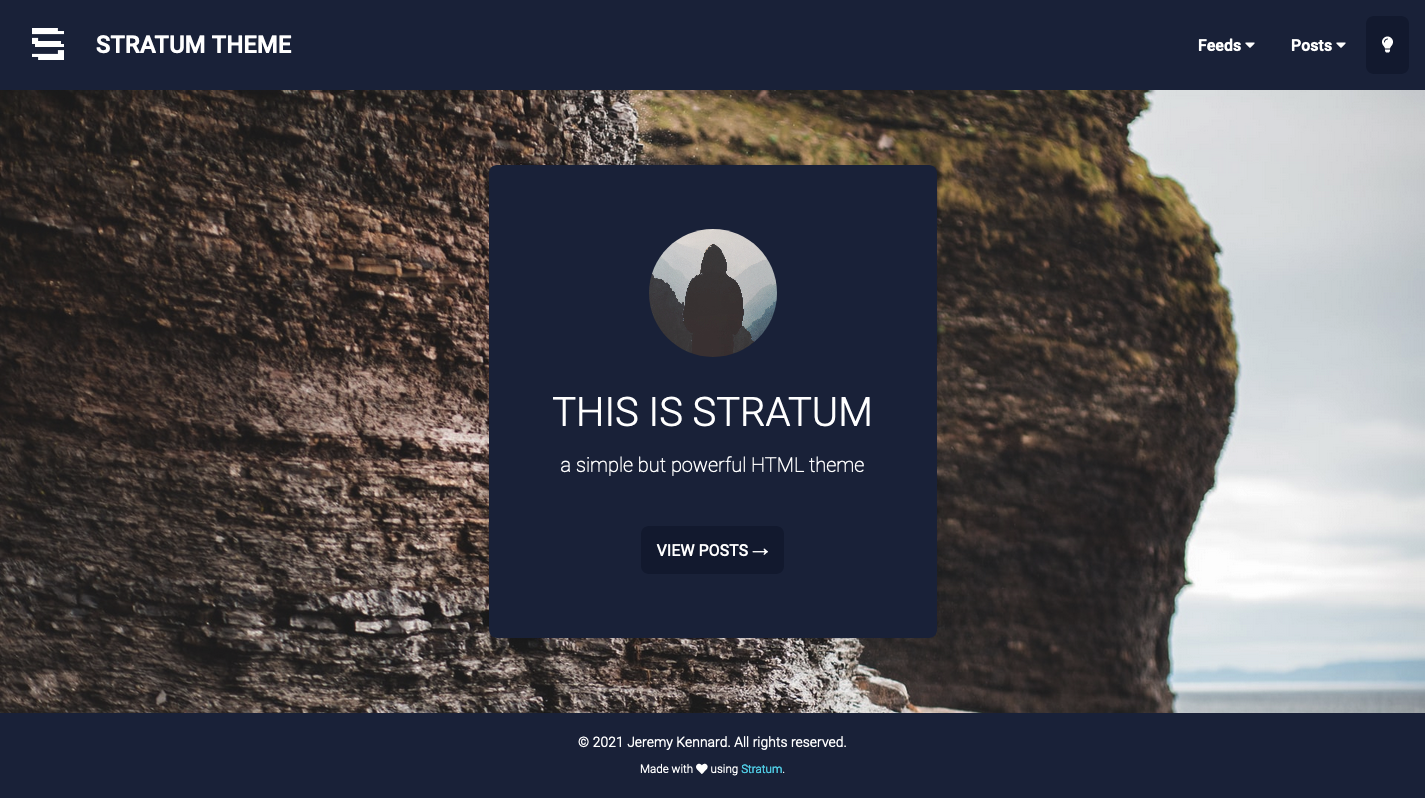 STRATUM THEME
Feeds
Posts
THIS IS STRATUM
a simple but powerful HTML theme
VIEW POSTS →
© 2021 Jeremy Kennard. All rights reserved.
Made with ♥ using Stratum.